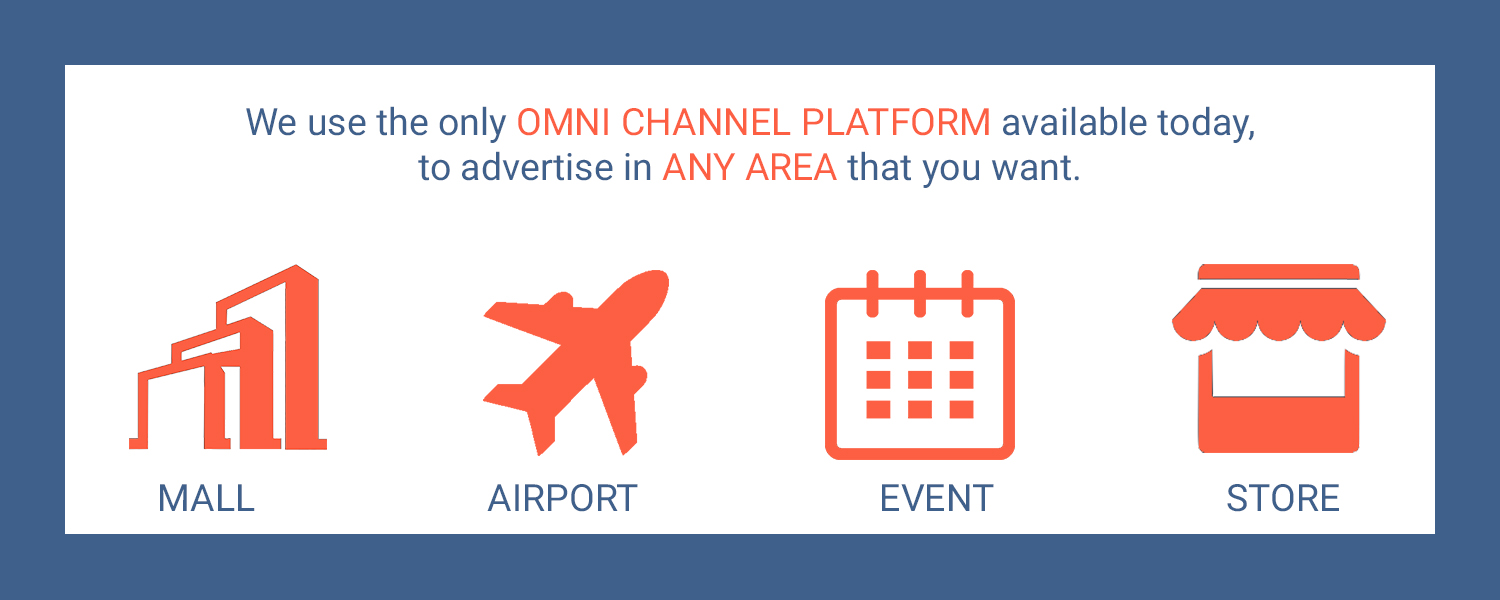 We use the only OMNI CHANNEL PLATFORM available today,
to advertise in ANY AREA that you want.
MALL
AIRPORT
EVENT
STORE